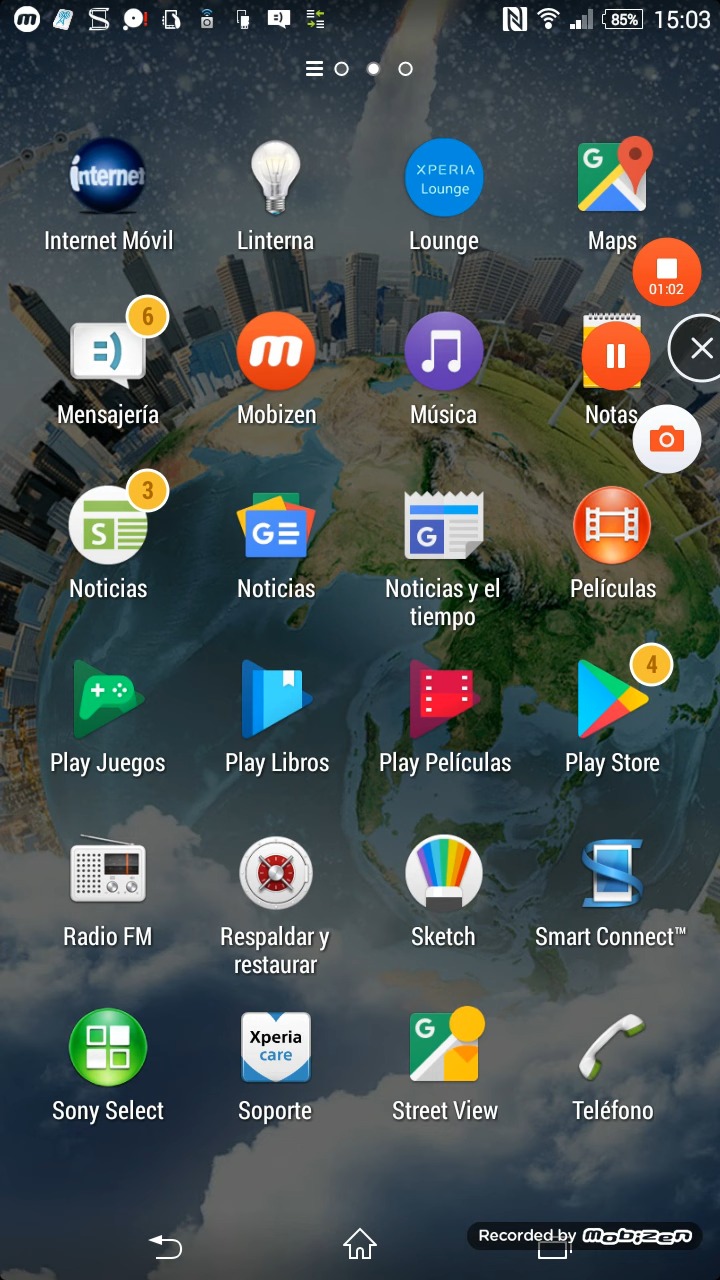 85% 15:03
internet
XPERIA
Lounge
G
Internet Móvil Linterna Lounge Maps
01:02
6
m
Mensajería Mobizen Música Notas
3
S
G
G
Noticias Noticias Noticias y el
tiempo Películas
4
Play Juegos Play Libros Play Películas Play Store
Radio FM Respaldar y
restaurar Sketch Smart Connect™
Xperia
care
G
Sony Select Soporte Street View Teléfono
Recorded by Mobizen